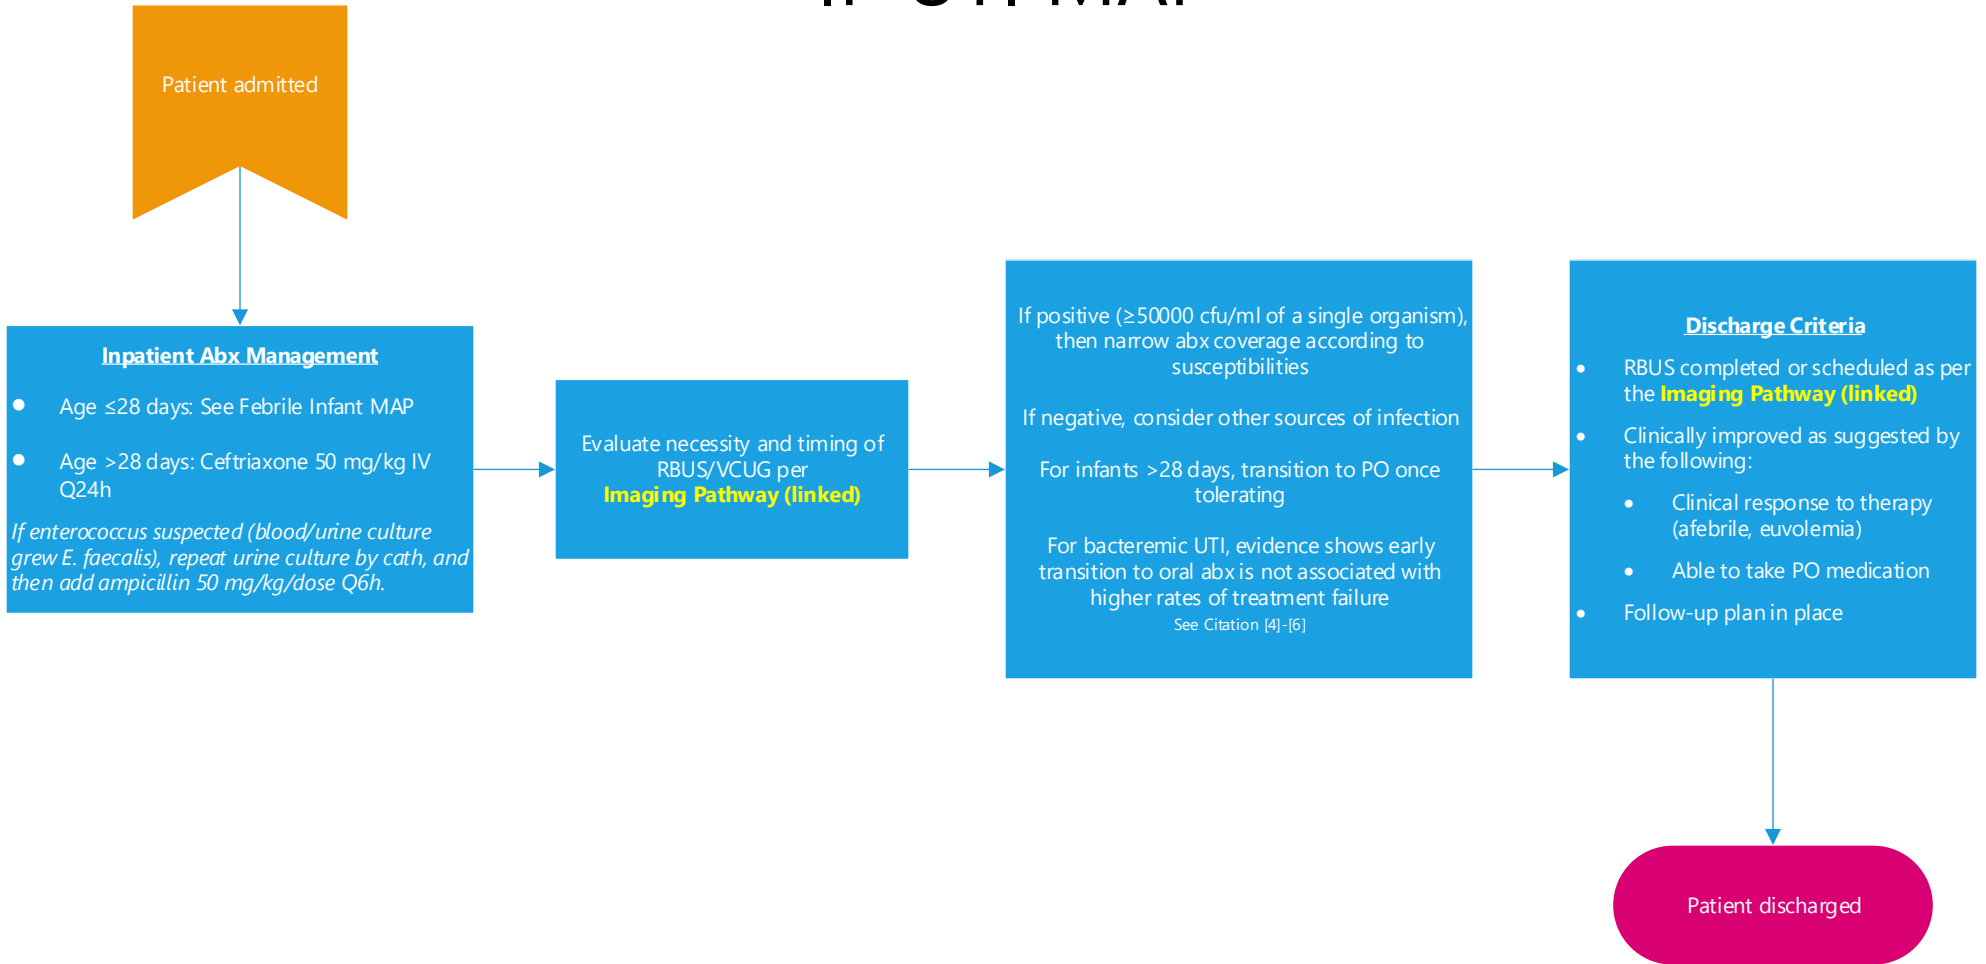 IP UTI MAP
Patient admitted
Inpatient Abx Management
● Age ≤28 days: See Febrile Infant MAP
● Age >28 days: Ceftriaxone 50 mg/kg IV
Q24h
If enterococcus suspected (blood/urine culture
grew E. faecalis), repeat urine culture by cath, and
then add ampicillin 50 mg/kg/dose Q6h.
Evaluate necessity and timing of
RBUS/VCUG per
Imaging Pathway (linked)
If positive (≥50000 cfu/ml of a single organism),
then narrow abx coverage according to
susceptibilities
If negative, consider other sources of infection
For infants >28 days, transition to PO once
tolerating
For bacteremic UTI, evidence shows early
transition to oral abx is not associated with
higher rates of treatment failure
See Citation [4]-[6]
Discharge Criteria
● RBUS completed or scheduled as per
the Imaging Pathway (linked)
● Clinically improved as suggested by
the following:
● Clinical response to therapy
(afebrile, euvolemia)
● Able to take PO medication
● Follow-up plan in place
Patient discharged